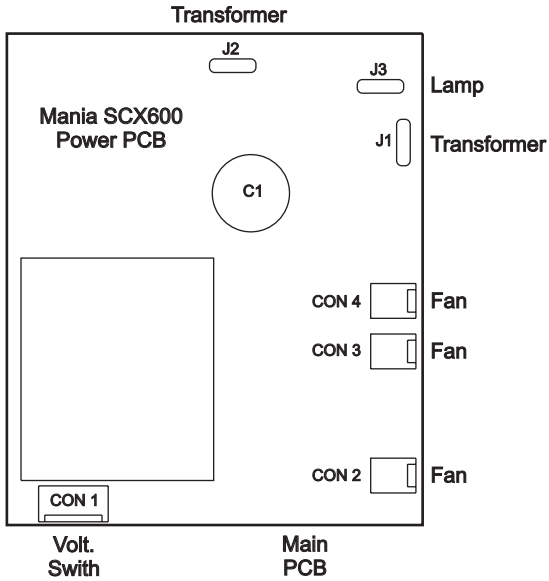 Transformer
J2
J3
Lamp
Mania SCX600
Power PCB
J1
Transformer
C1
CON 4
Fan
CON 3
Fan
CON 2
Fan
CON 1
Volt.
Swith
Main
PCB